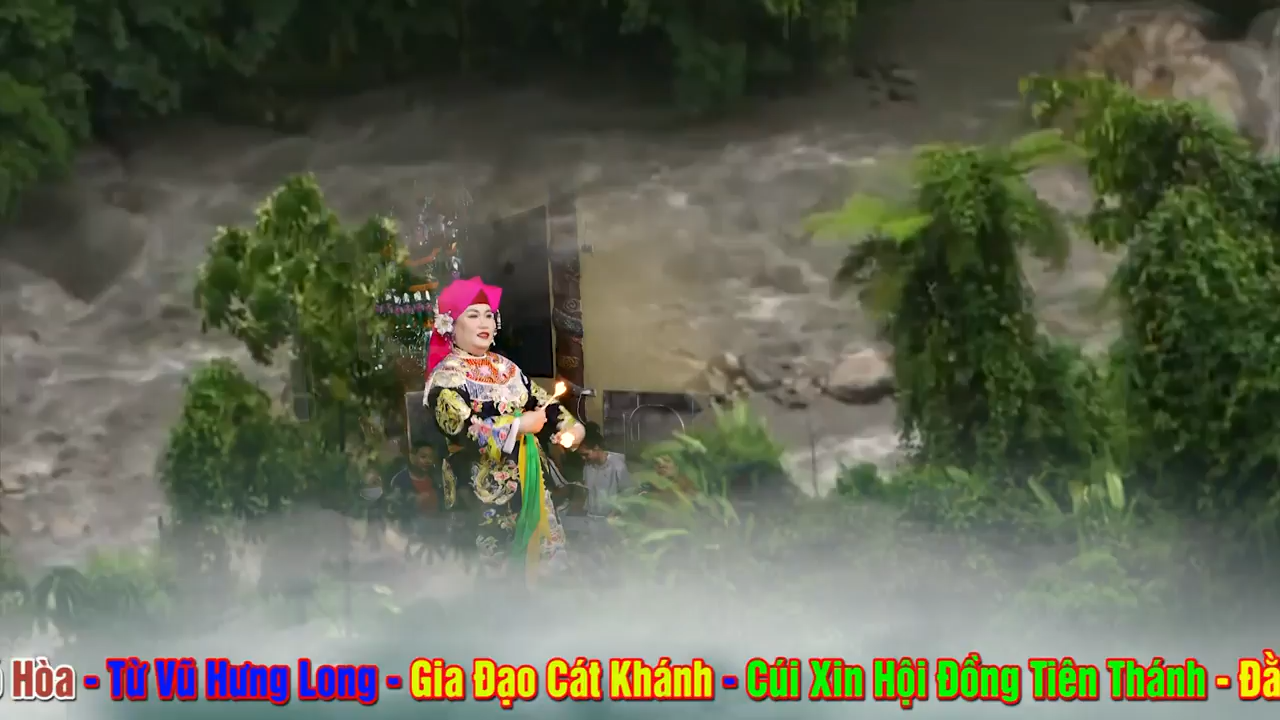 Hòa - Từ Vũ Hưng Long - Gia Đạo Cát Khánh - Cúi Xin Hội Đồng Tiên Thánh -